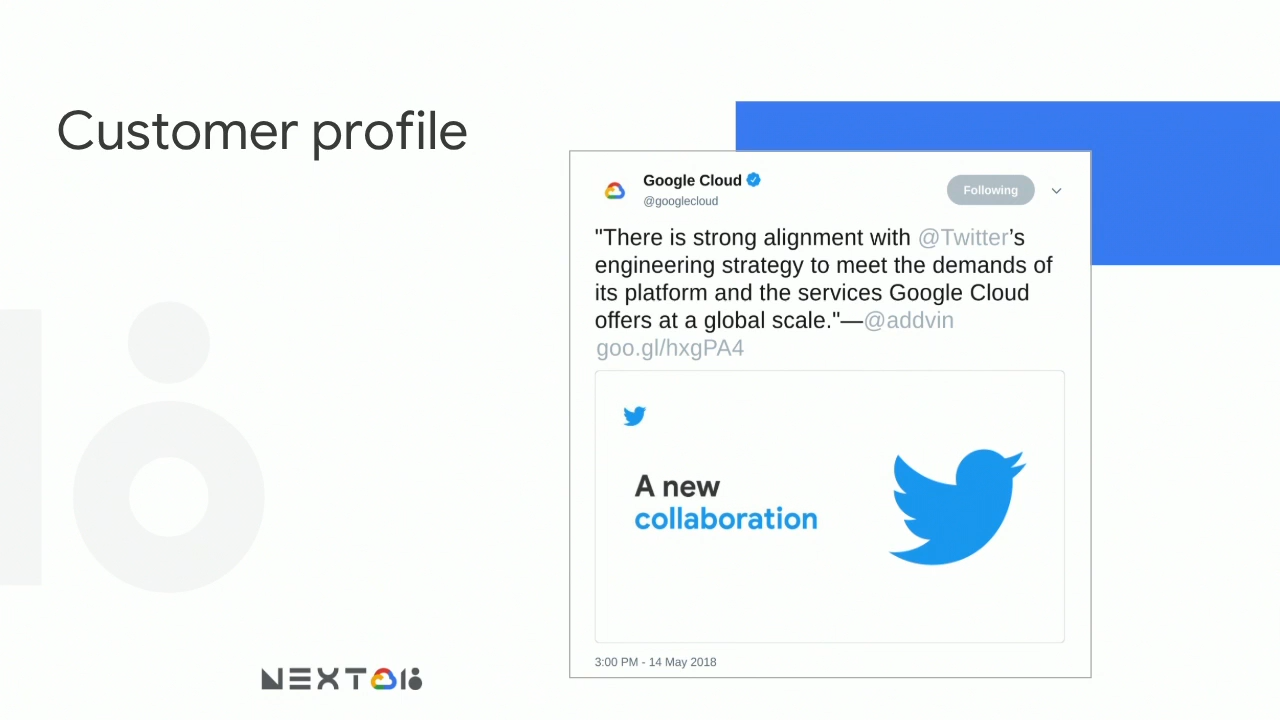 Customer profile
Google Cloud
@googlecloud
Following
"There is strong alignment with @Twitter’s
engineering strategy to meet the demands of
its platform and the services Google Cloud
offers at a global scale."—@addvin
goo.gl/hxgPA4
A new
collaboration
3:00 PM - 14 May 2018
NEXT 18